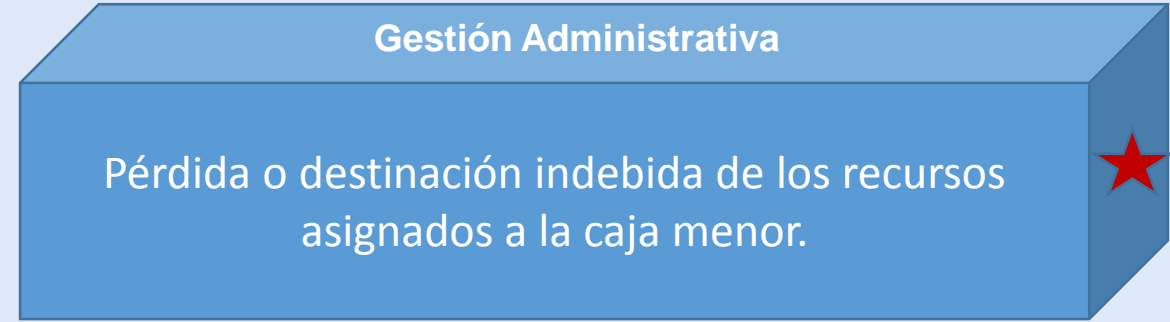 Gestión Administrativa
Pérdida o destinación indebida de los recursos
asignados a la caja menor.